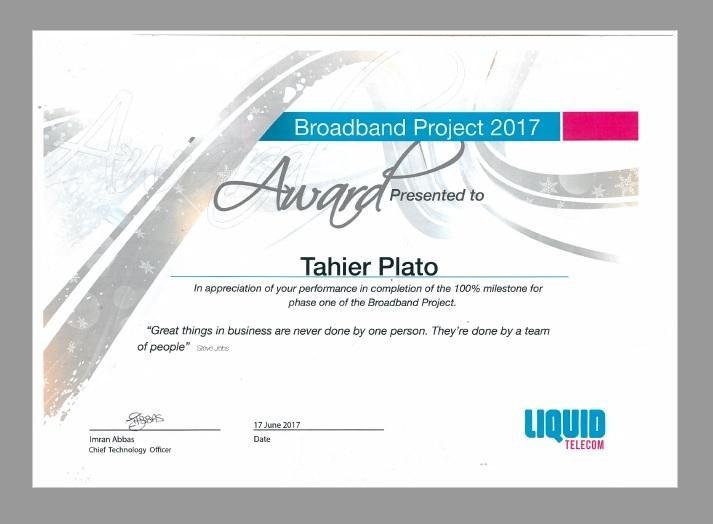 Broadband Project 2017
Award Presented to
Tahier Plato
In appreciation of your performance in completion of the 100% milestone for
phase one of the Broadband Project.
“Great things in business are never done by one person. They’re done by a team
of people” Steve Jobs
17 June 2017
Imran Abbas
Date
Chief Technology Officer
LIQUID
TELECOM